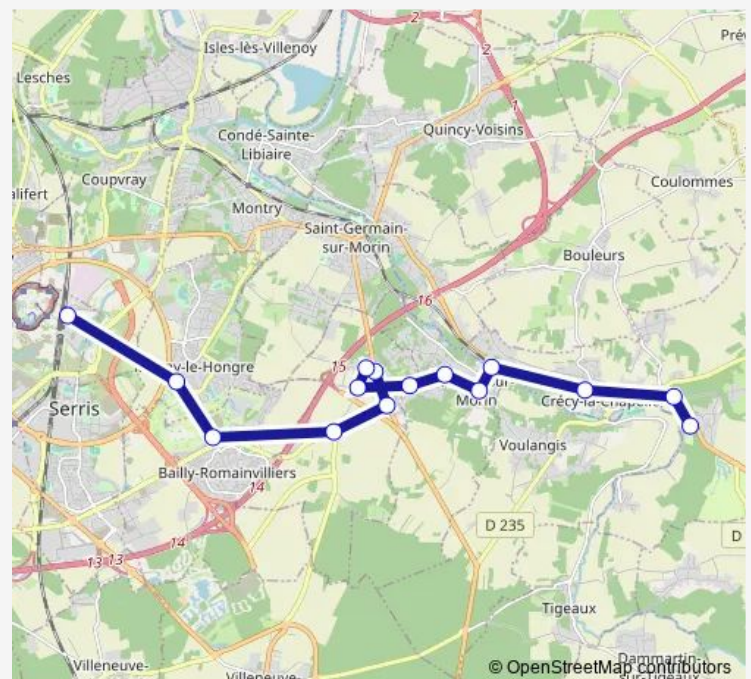 2
2
Isles-lès-Villenoy
Lesches
1
Condé-Sainte-
Libiaire
Quincy-Voisins
Coupvray
Coulommes
Montry
Saint-Germain-
sur-Morin
Bouleurs
16
15
y-le-Hongre
Serris
Morin
Crécy-la-Chapelle
Voulangis
Bailly-Romainvilliers
14
D 235
D
14
13 13
Tigeaux
Villeneuve-
Villeneuve-
Dammartin-
sur-Tigeaux
© OpenStreetMap contributors